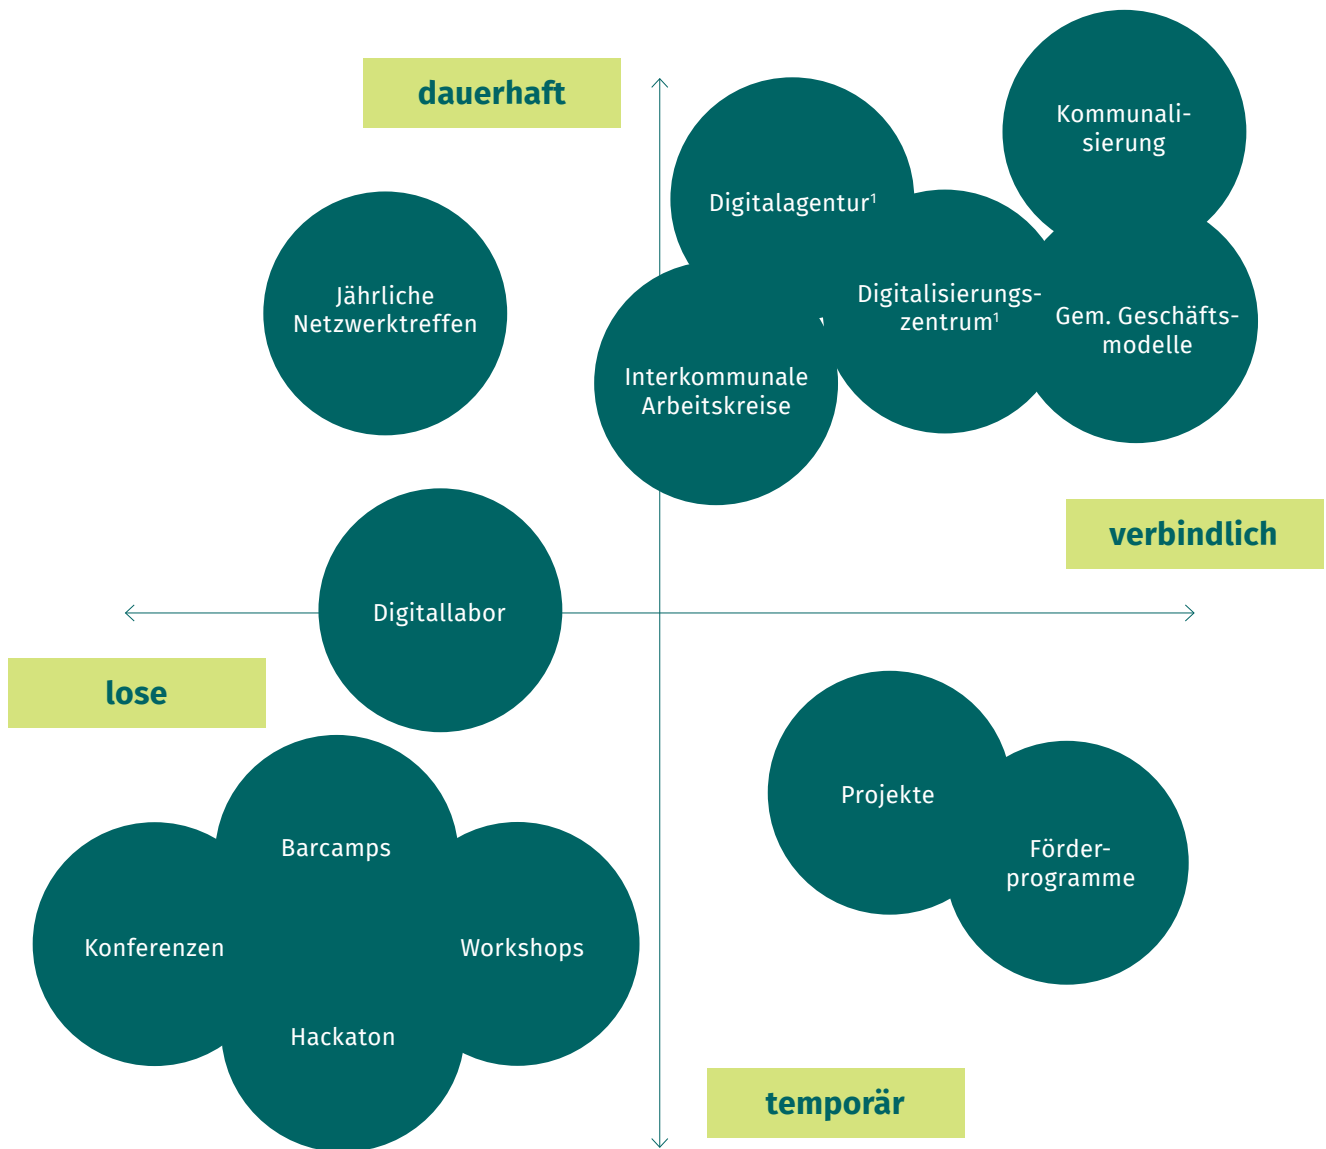 dauerhaft
Kommunali-
sierung
Digitalagentur¹
Jährliche
Netzwerktreffen
Digitalisierungs-
zentrum¹
Gem. Geschäfts-
modelle
Interkommunale
Arbeitskreise
verbindlich
Digitallabor
lose
Projekte
Förder-
programme
Barcamps
Konferenzen
Workshops
Hackaton
temporär